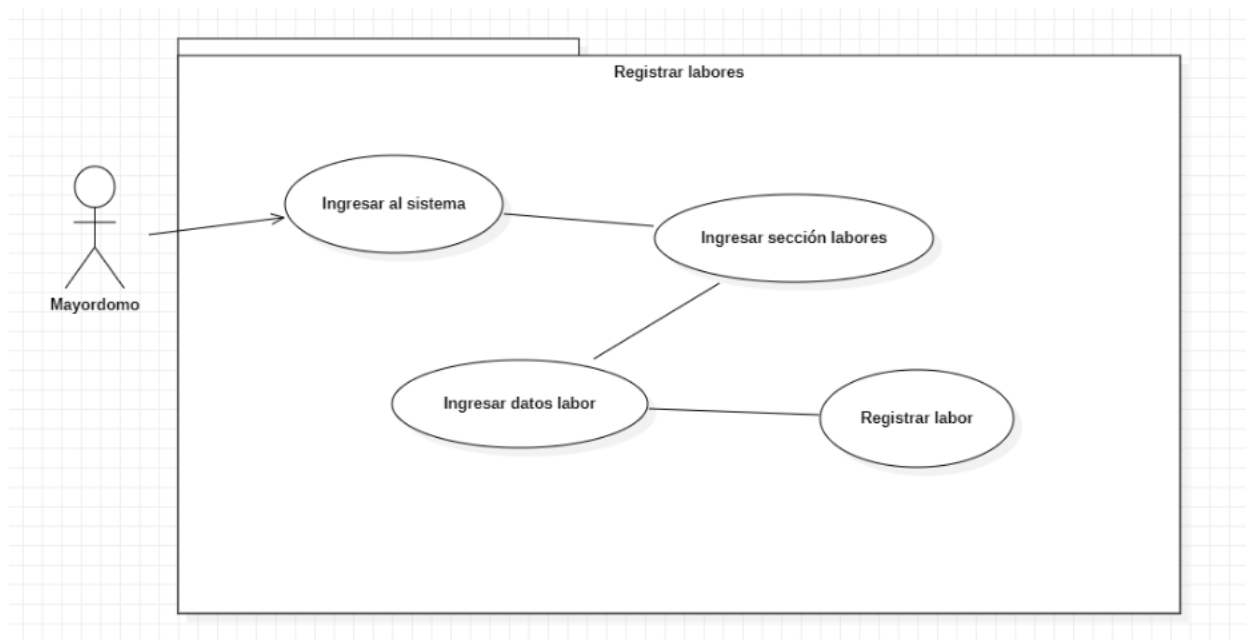 Registrar labores
Ingresar al sistema
Ingresar sección labores
Mayordomo
Ingresar datos labor
Registrar labor